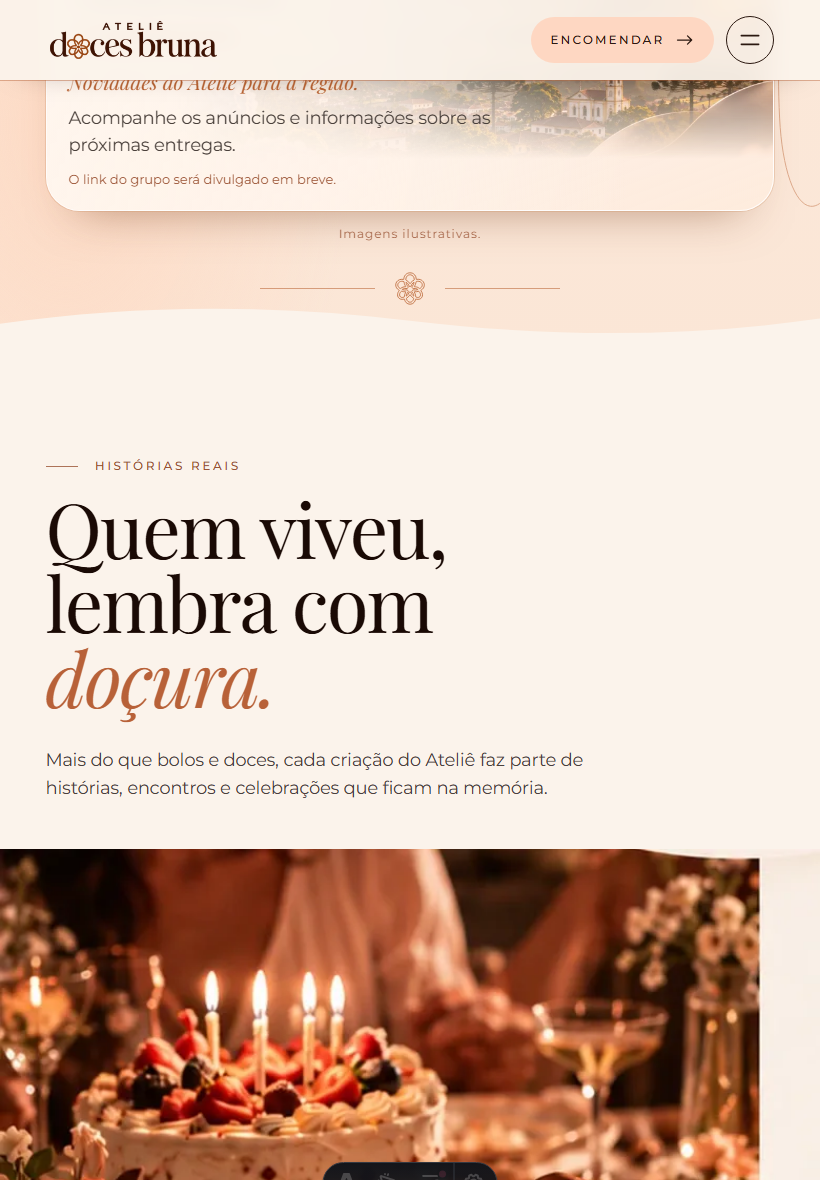 ATELIÊ
doces bruna
ENCOMENDAR
Novidades do Ateliê para a região.
Acompanhe os anúncios e informações sobre as
próximas entregas.
O link do grupo será divulgado em breve.
Imagens ilustrativas.
HISTÓRIAS REAIS
Quem viveu,
lembra com
doçura.
Mais do que bolos e doces, cada criação do Ateliê faz parte de
histórias, encontros e celebrações que ficam na memória.